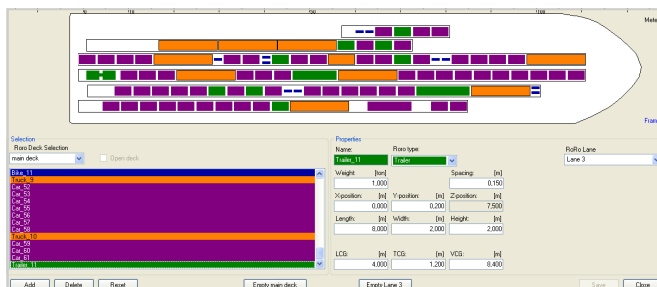 50
100
Mete
Fram
Selection
Roro Deck Selection
main deck
Open deck
Bike_11
Truck_9
Car_52
Car_53
Car_54
Car_55
Car_56
Car_57
Car_58
Truck_10
Car_59
Car_60
Car_61
Trailer_11
Properties
Name: Roro type:
Trailer_11 Trailer
Weight: [ton] Spacing: [m]
1,000 0,150
X-position: [m] Y-position: [m] Z-position: [m]
0,000 0,200 7,500
Length: [m] Width: [m] Height: [m]
8,000 2,000 2,000
LCG: [m] TCG: [m] VCG: [m]
4,000 1,200 8,400
RoRo Lane
Lane 3
Add Delete Reset Empty main deck Empty Lane 3 Save Close